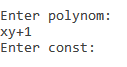 Enter polynom:
xy+1
Enter const: